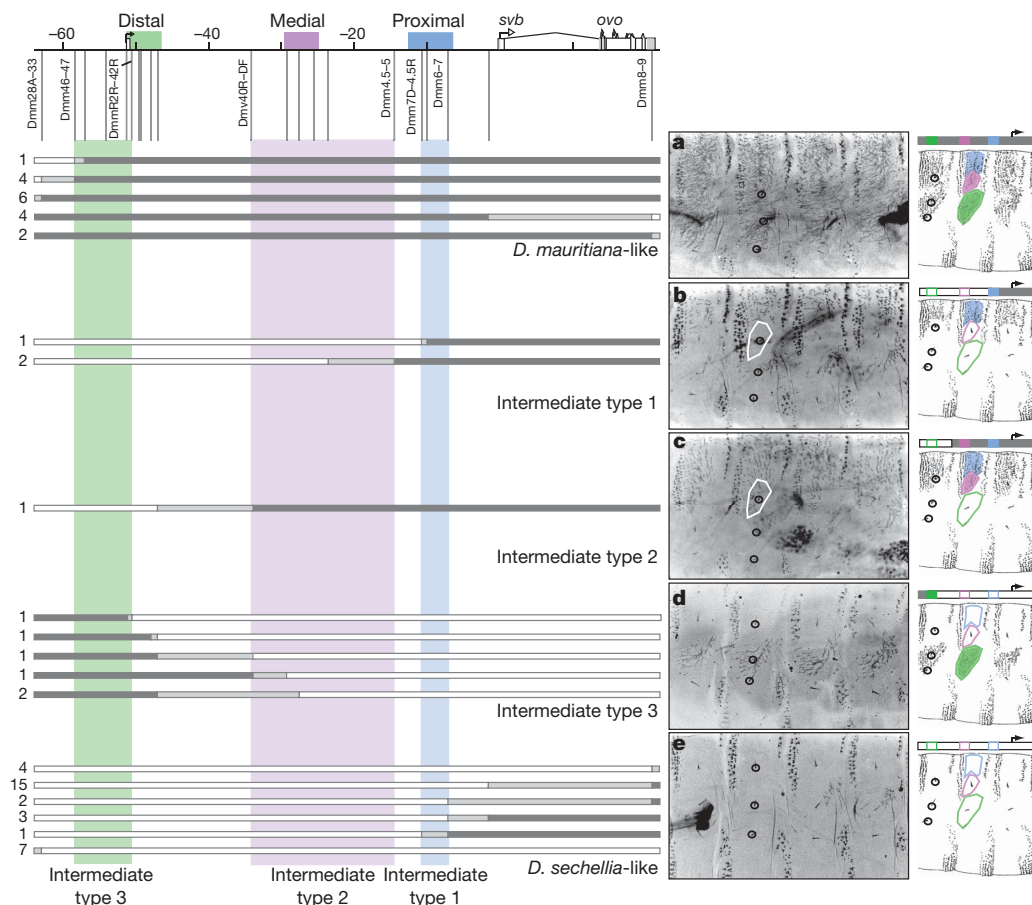 Distal
Medial
Proximal
svb
ovo
−60
−40
−20
Dmm28A–33
Dmm46–47
DmmR2R–42R
Dmv40R–DF
Dmm4.5–5
Dmm7D–4.5R
Dmm6–7
Dmm8–9
1
4
6
4
2
D. mauritiana-like
1
2
Intermediate type 1
1
Intermediate type 2
1
1
1
1
2
Intermediate type 3
4
15
2
3
1
7
D. sechellia-like
Intermediate
type 3
Intermediate
type 2
Intermediate
type 1
a
b
c
d
e